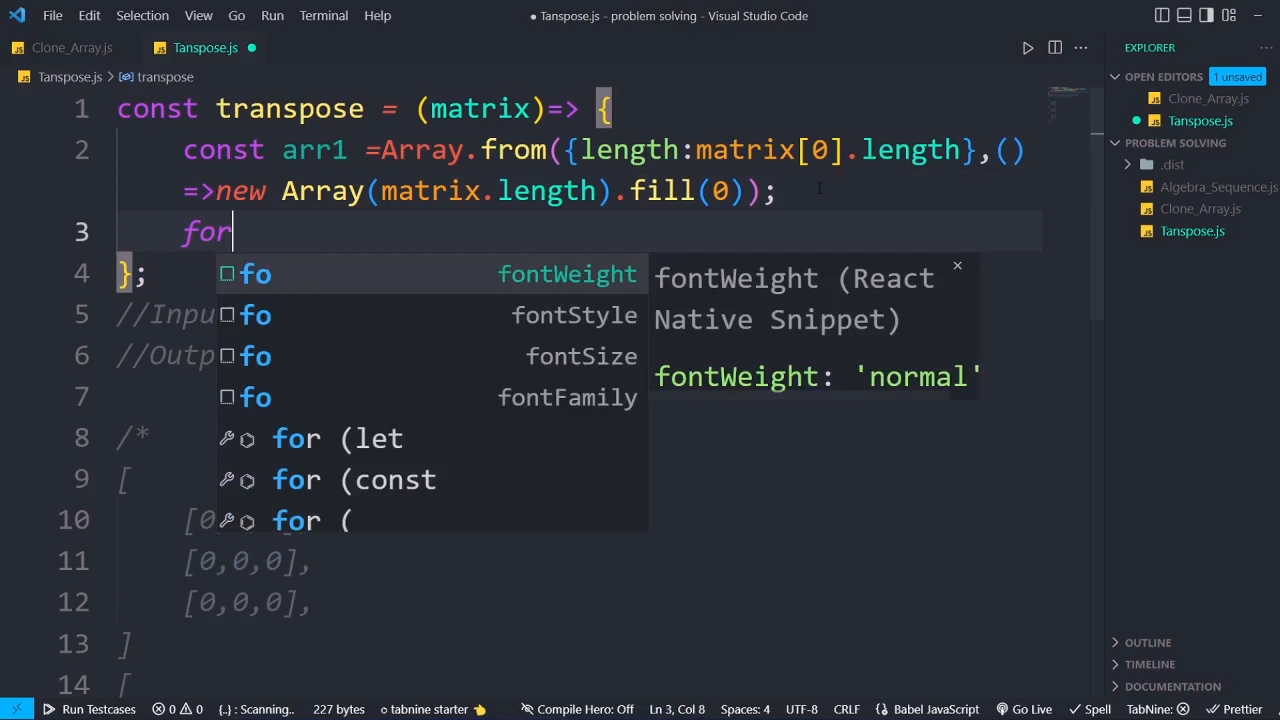 File Edit Selection View Go Run Terminal Help
● Tanspose.js - problem solving - Visual Studio Code
Clone_Array.js
Tanspose.js
EXPLORER
Tanspose.js > transpose
OPEN EDITORS 1 unsaved
Clone_Array.js
Tanspose.js
PROBLEM SOLVING
.dist
Algebra_Sequence.js
Clone_Array.js
Tanspose.js
1 const transpose = (matrix)=> {
2 const arr1 =Array.from({length:matrix[0].length},()
=>new Array(matrix.length).fill(0));
3 for
4 };
5 //Inpu
6 //Outp
7
8 /*
9 [
10 [0
11 [0,0,0],
12 [0,0,0],
13 ]
14 [
fo fontWeight
fo fontStyle
fo fontSize
fo fontFamily
for (let
for (const
for (
fontWeight (React
Native Snippet)
fontWeight: 'normal'
OUTLINE
TIMELINE
DOCUMENTATION
Run Testcases 0 0 {..} : Scanning.. 227 bytes tabnine starter Compile Hero: Off Ln 3, Col 8 Spaces: 4 UTF-8 CRLF Babel JavaScript Go Live Spell TabNine: Prettier